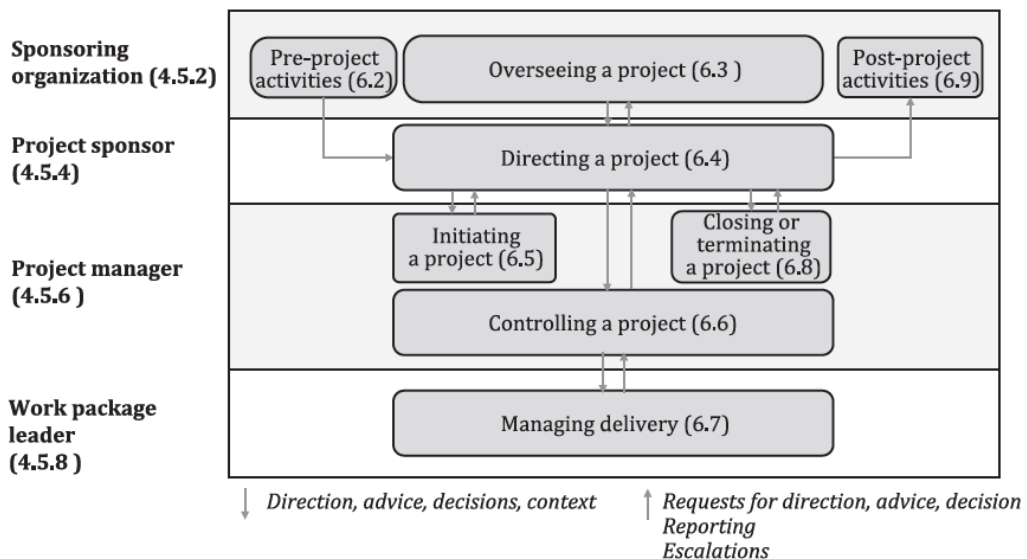 Sponsoring
organization (4.5.2)
Pre-project
activities (6.2)
Overseeing a project (6.3 )
Post-project
activities (6.9)
Project sponsor
(4.5.4)
Directing a project (6.4)
Project manager
(4.5.6 )
Initiating
a project (6.5)
Closing or
terminating
a project (6.8)
Controlling a project (6.6)
Work package
leader
(4.5.8 )
Managing delivery (6.7)
Direction, advice, decisions, context
Requests for direction, advice, decision
Reporting
Escalations